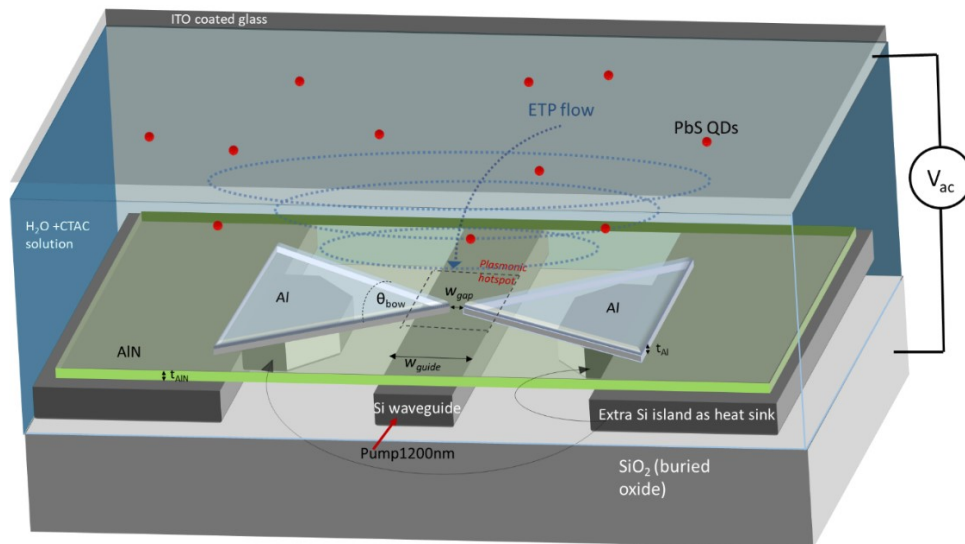 ITO coated glass
ETP flow
PbS QDs
Vac
H2O +CTAC
solution
Plasmonic
hotspot
Al
θbow
wgap
Al
tAl
AlN
wguide
tAlN
Si waveguide
Extra Si island as heat sink
Pump1200nm
SiO2 (buried
oxide)